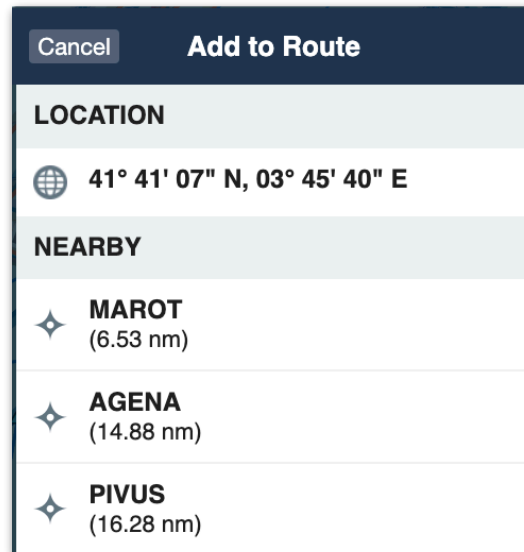 Cancel
Add to Route
LOCATION
41° 41' 07" N, 03° 45' 40" E
NEARBY
MAROT
(6.53 nm)
AGENA
(14.88 nm)
PIVUS
(16.28 nm)